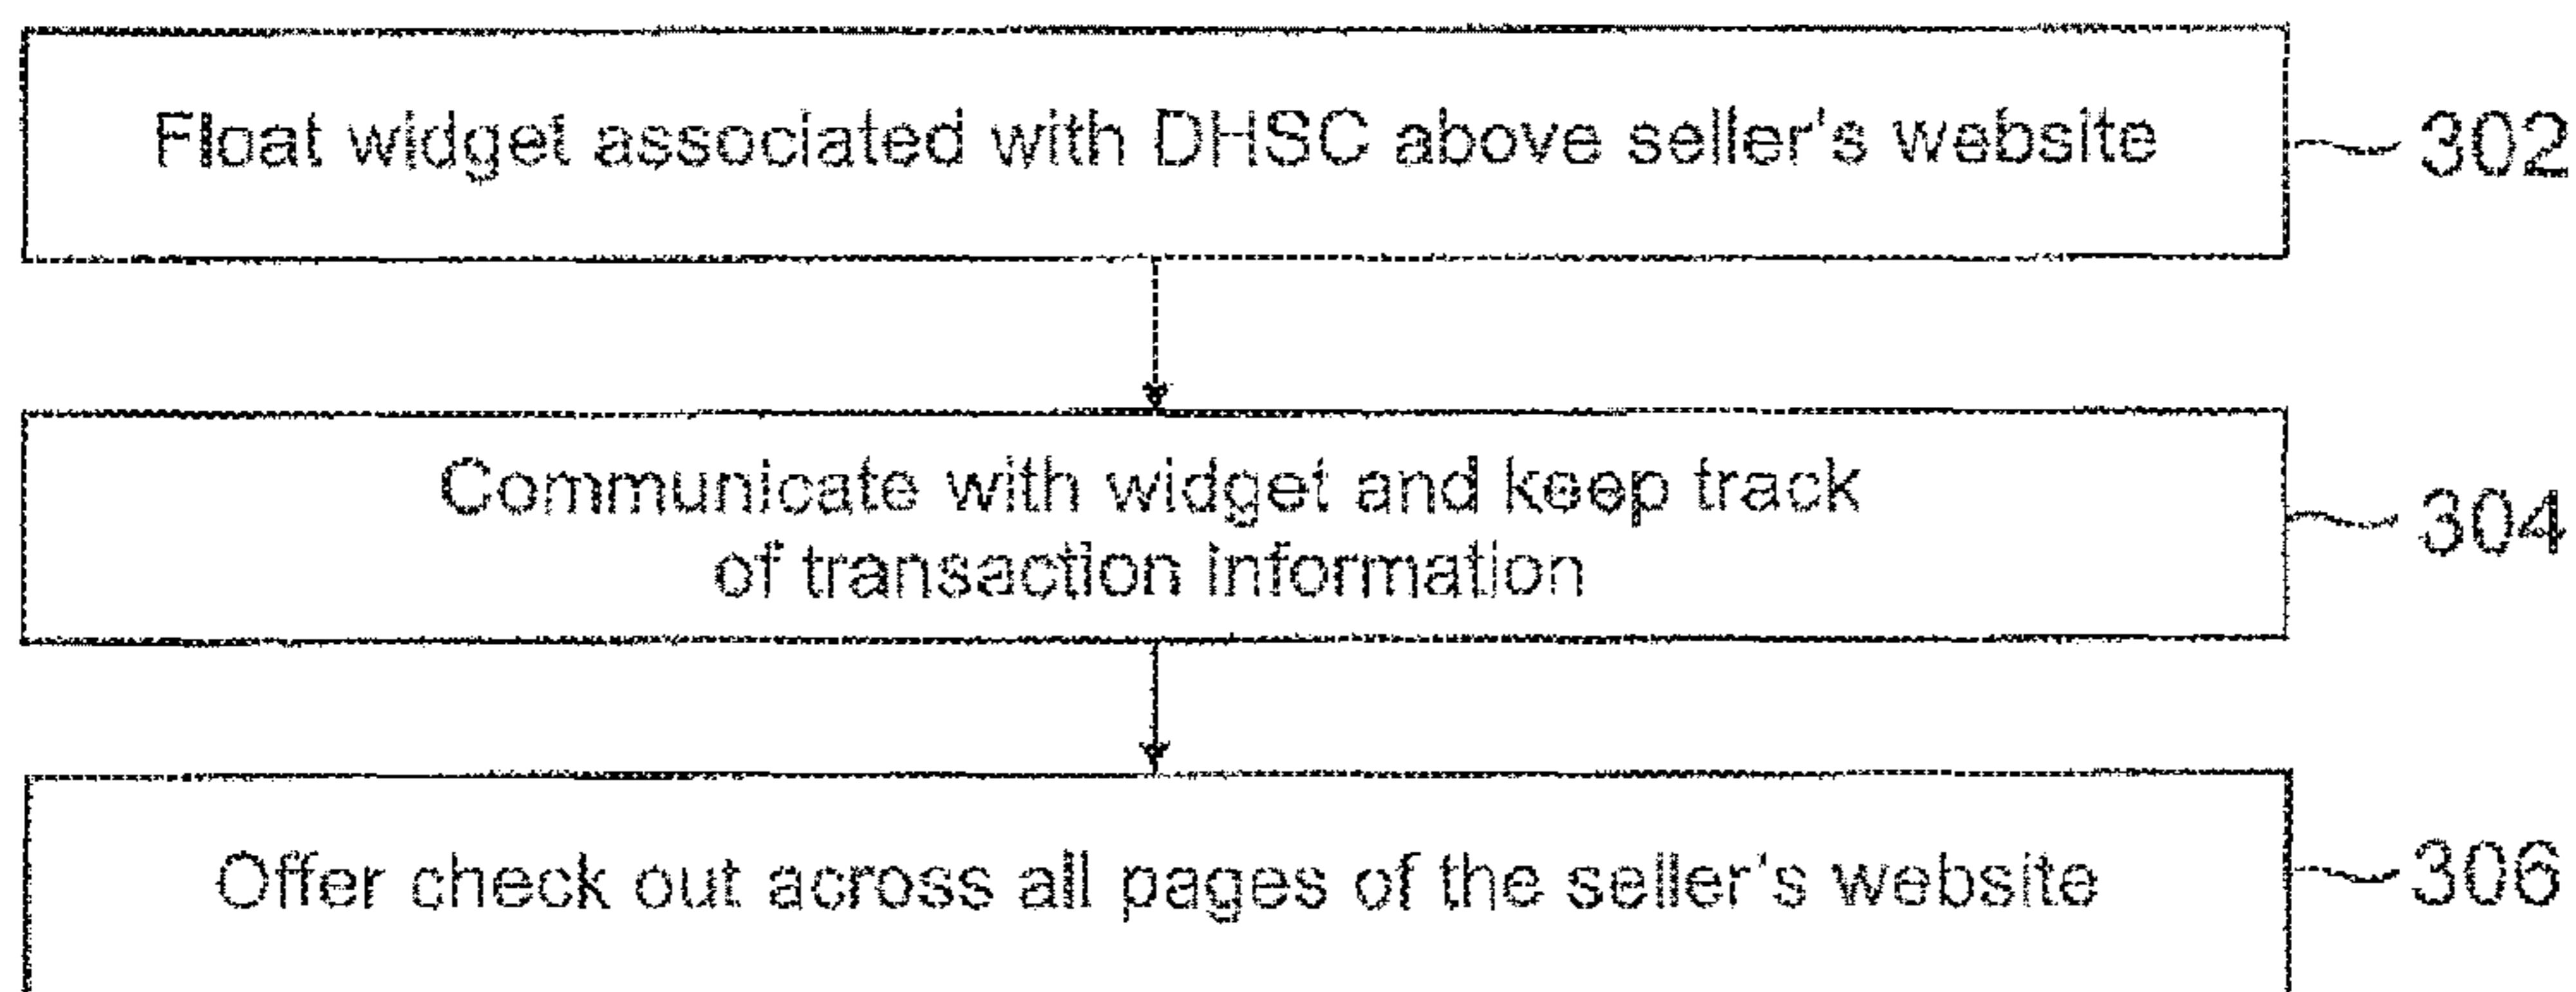 Float widget associated with DHSC above seller's website
302
Communicate with widget and keep track
of transaction information
304
Offer check out across all pages of the seller's website
306